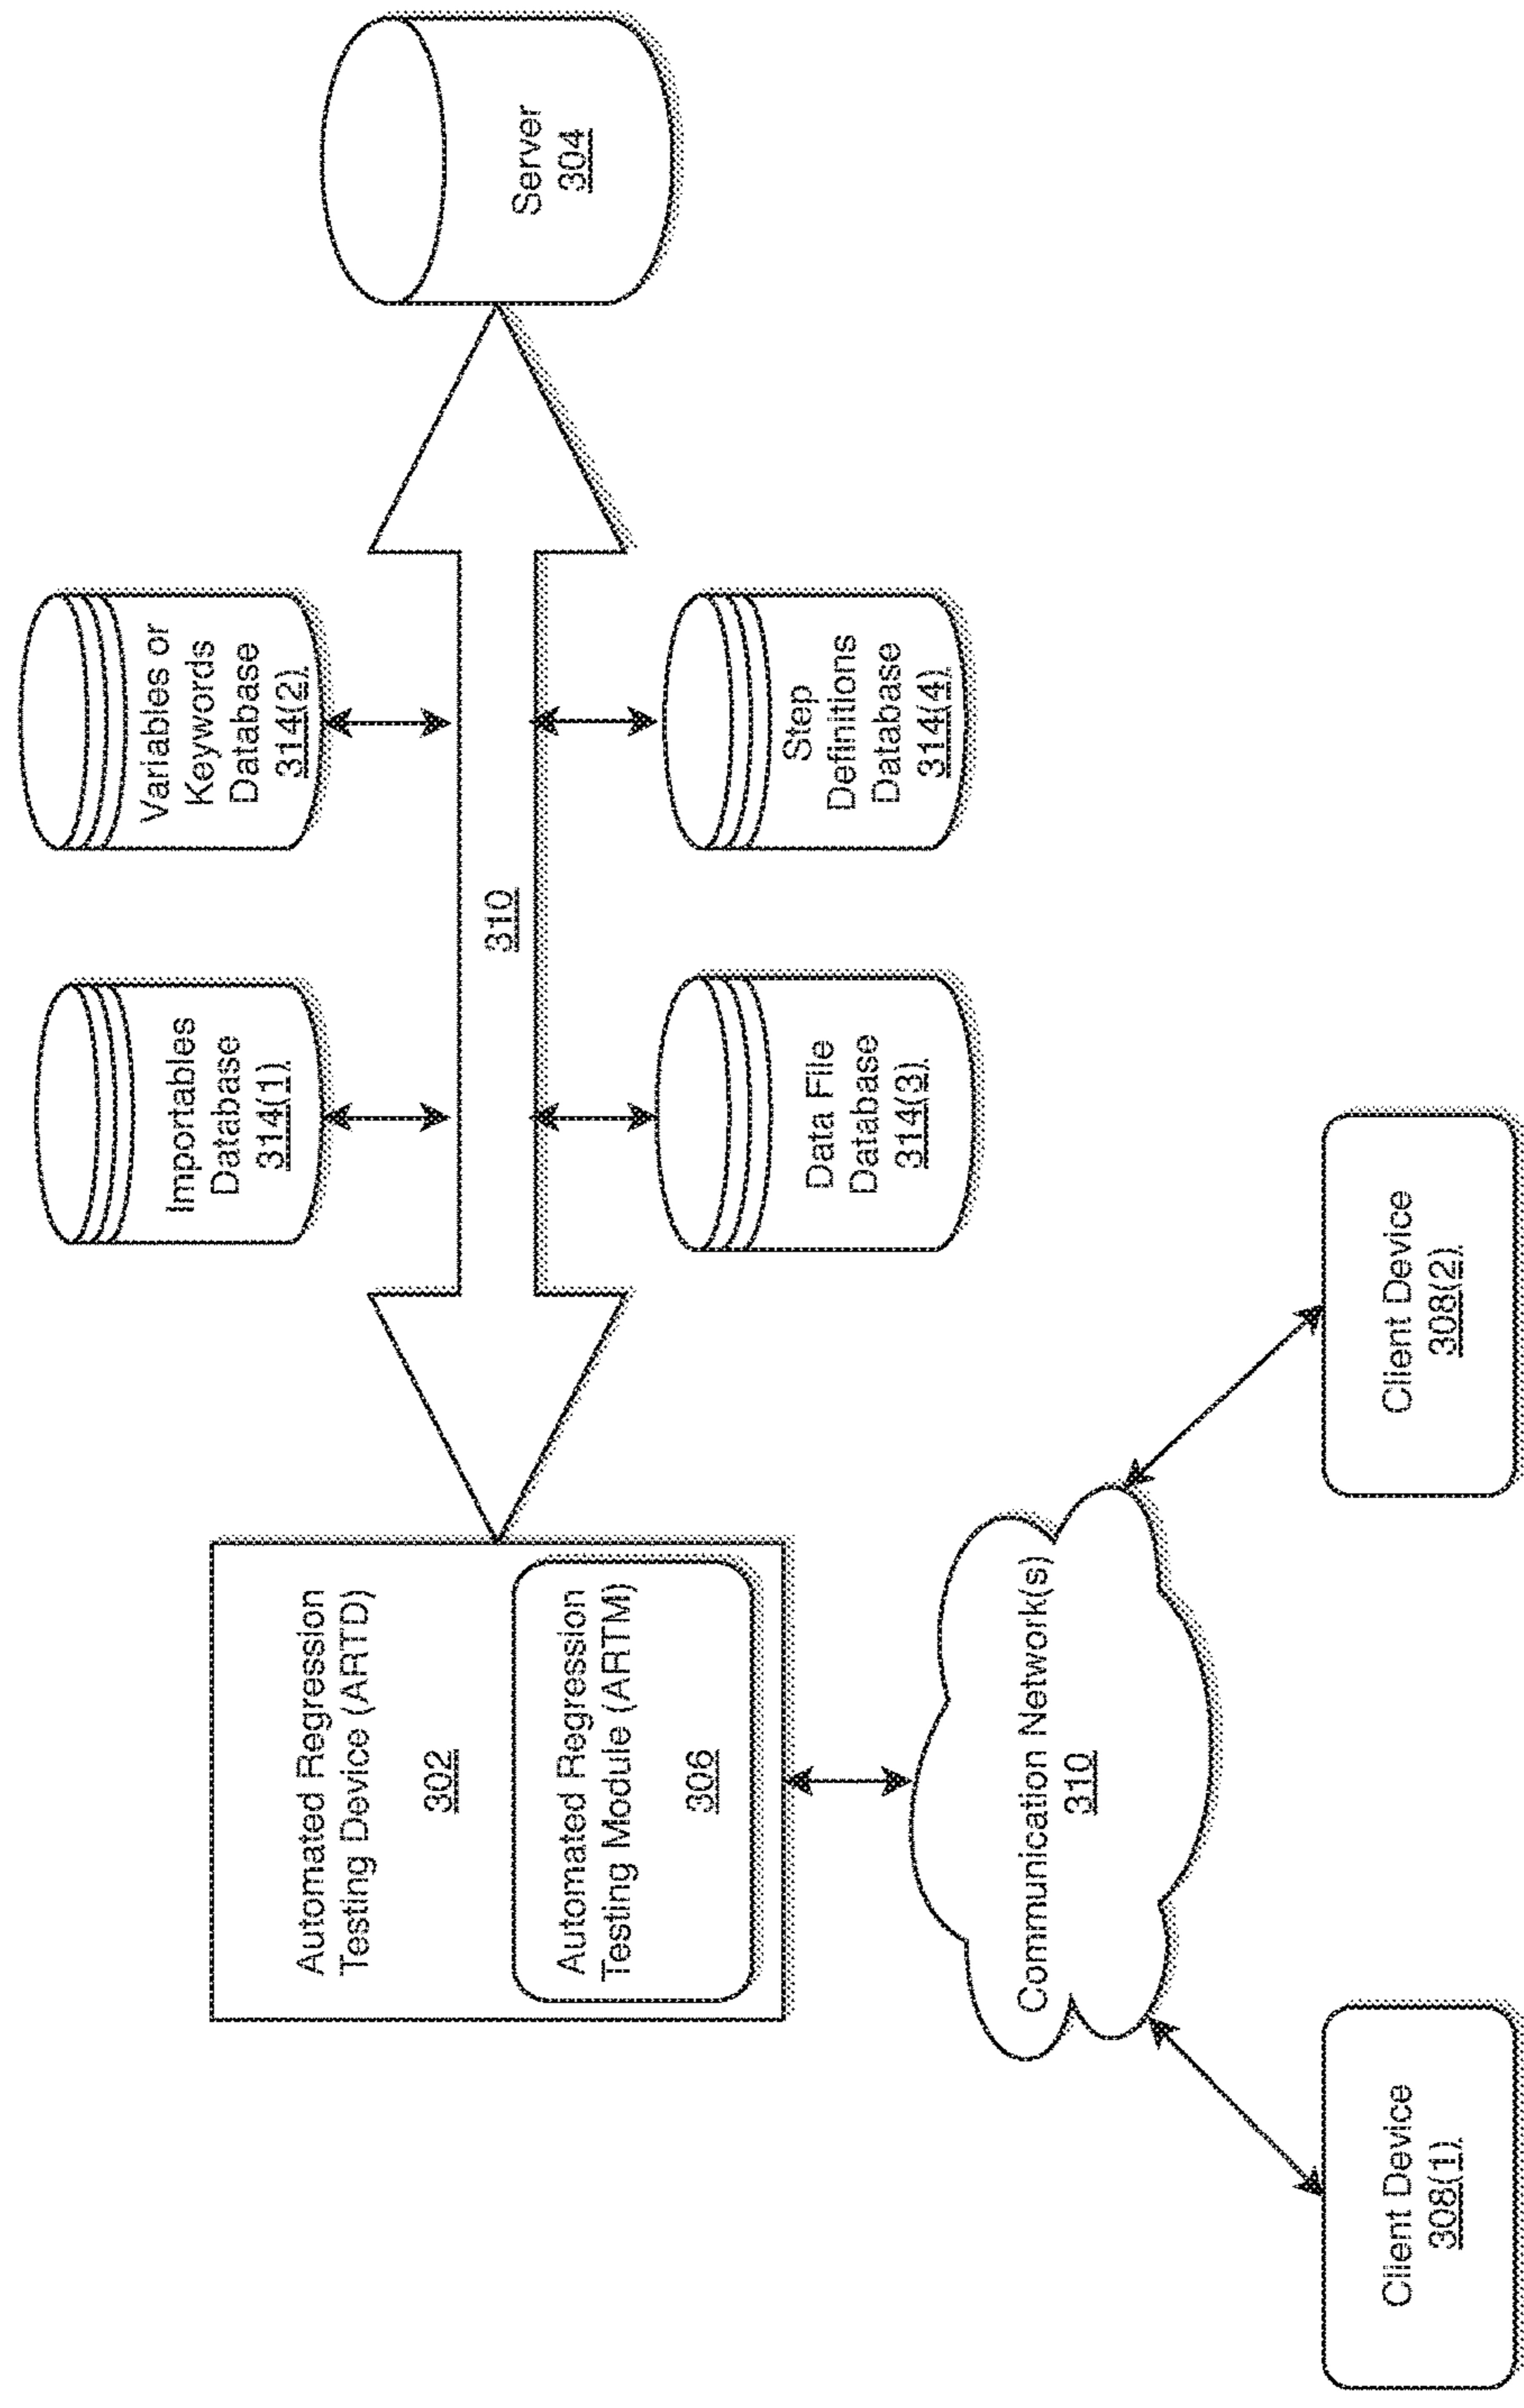 Importables
Database
314(1)
Variables or
Keywords
Database
314(2)
Server
304
310
Automated Regression
Testing Device (ARTD)
302
Automated Regression
Testing Module (ARTM)
306
Data File
Database
314(3)
Step
Definitions
Database
314(4)
Communication Network(s)
310
Client Device
308(1)
Client Device
308(2)